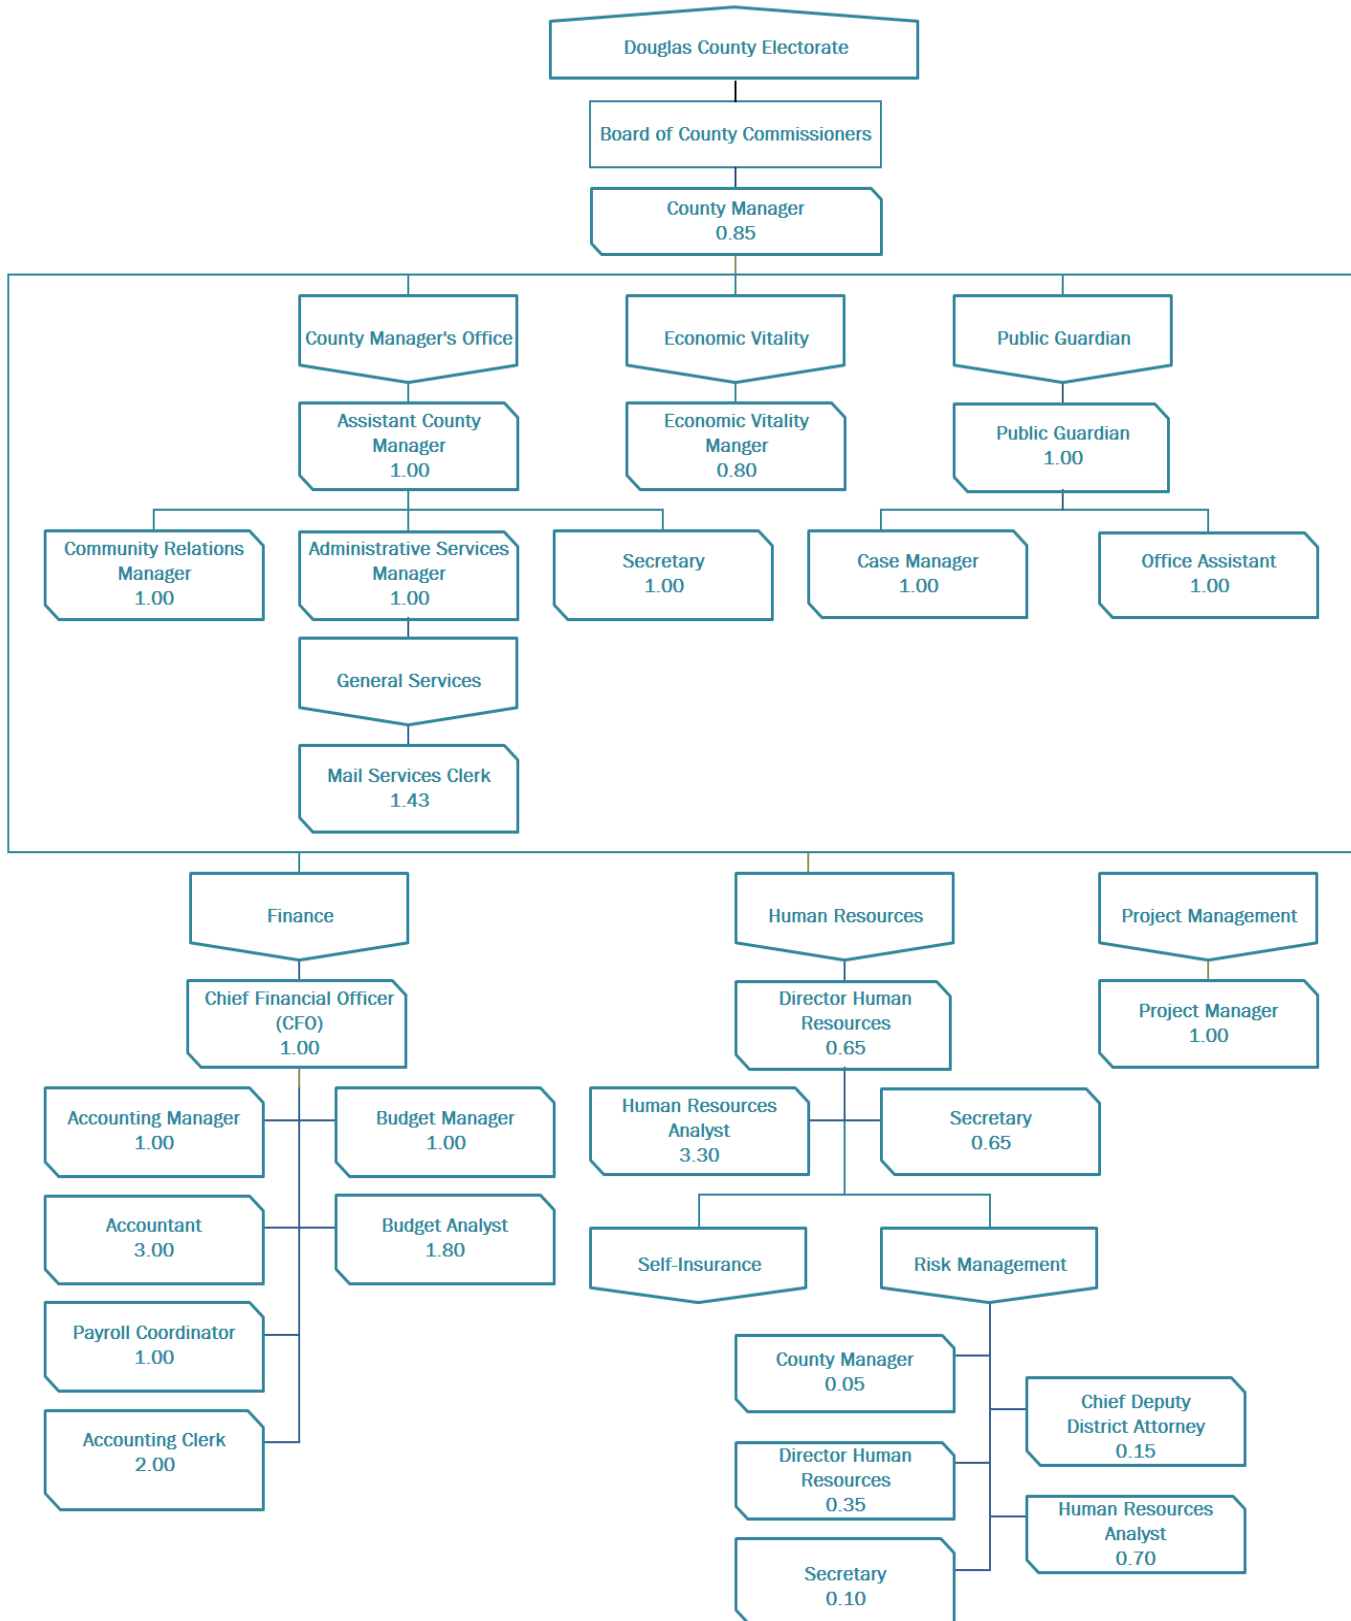 Douglas County Electorate
Board of County Commissioners
County Manager
0.85
County Manager's Office
Economic Vitality
Public Guardian
Assistant County
Manager
1.00
Economic Vitality
Manger
0.80
Public Guardian
1.00
Community Relations
Manager
1.00
Administrative Services
Manager
1.00
Secretary
1.00
Case Manager
1.00
Office Assistant
1.00
General Services
Mail Services Clerk
1.43
Finance
Human Resources
Project Management
Chief Financial Officer
(CFO)
1.00
Director Human
Resources
0.65
Project Manager
1.00
Accounting Manager
1.00
Budget Manager
1.00
Human Resources
Analyst
3.30
Secretary
0.65
Accountant
3.00
Budget Analyst
1.80
Self-Insurance
Risk Management
Payroll Coordinator
1.00
County Manager
0.05
Chief Deputy
District Attorney
0.15
Accounting Clerk
2.00
Director Human
Resources
0.35
Human Resources
Analyst
0.70
Secretary
0.10